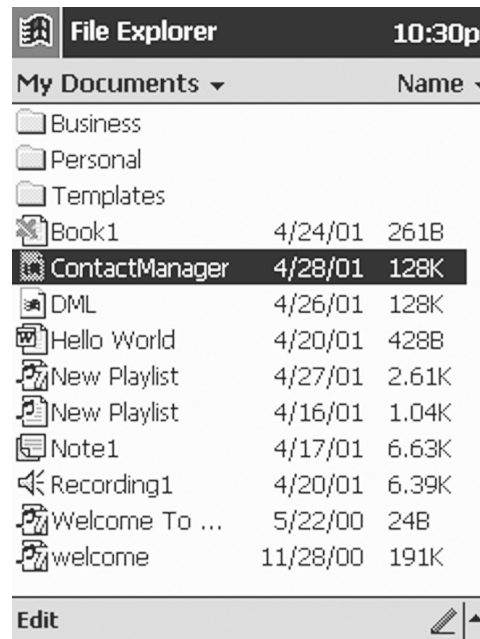 File Explorer 10:30p
My Documents Name
Business
Personal
Templates
Book1 4/24/01 261B
ContactManager 4/28/01 128K
DML 4/26/01 128K
Hello World 4/20/01 428B
New Playlist 4/27/01 2.61K
New Playlist 4/16/01 1.04K
Note1 4/17/01 6.63K
Recording1 4/20/01 6.39K
Welcome To ... 5/22/00 24B
welcome 11/28/00 191K
Edit